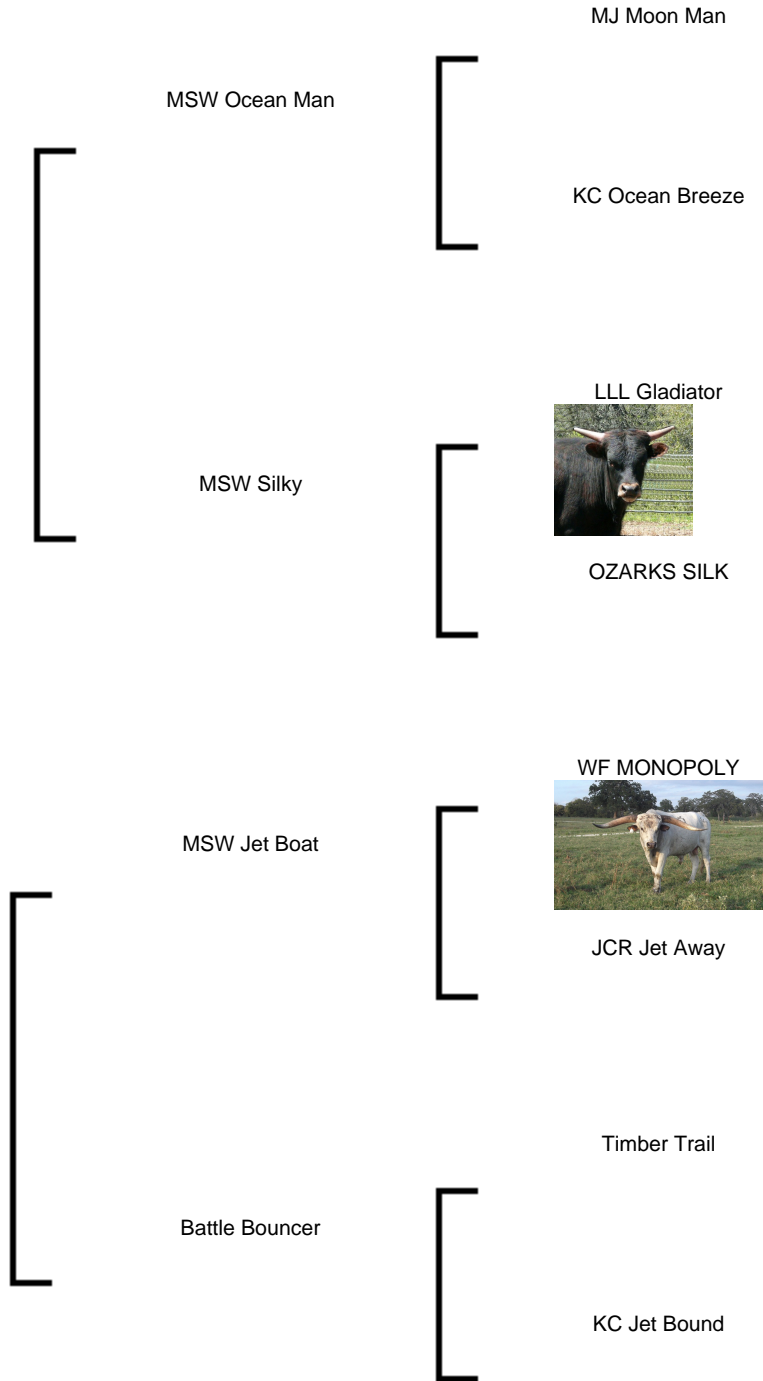 MJ Moon Man
MSW Ocean Man
KC Ocean Breeze
LLL Gladiator
MSW Silky
OZARKS SILK
WF MONOPOLY
MSW Jet Boat
JCR Jet Away
Timber Trail
Battle Bouncer
KC Jet Bound